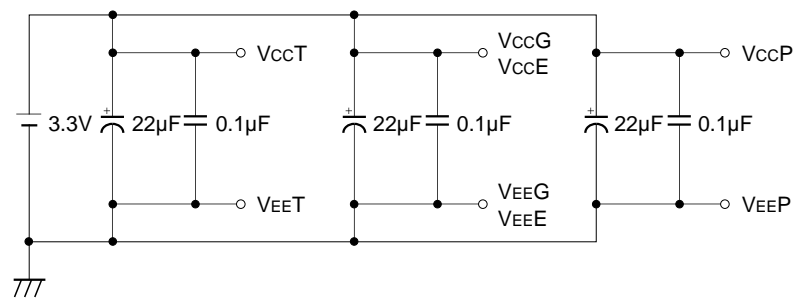 VCCT
VCCG
VCCE
VCCP
+
+
+
3.3V
22µF
0.1µF
22µF
0.1µF
22µF
0.1µF
VEET
VEEG
VEEE
VEEP